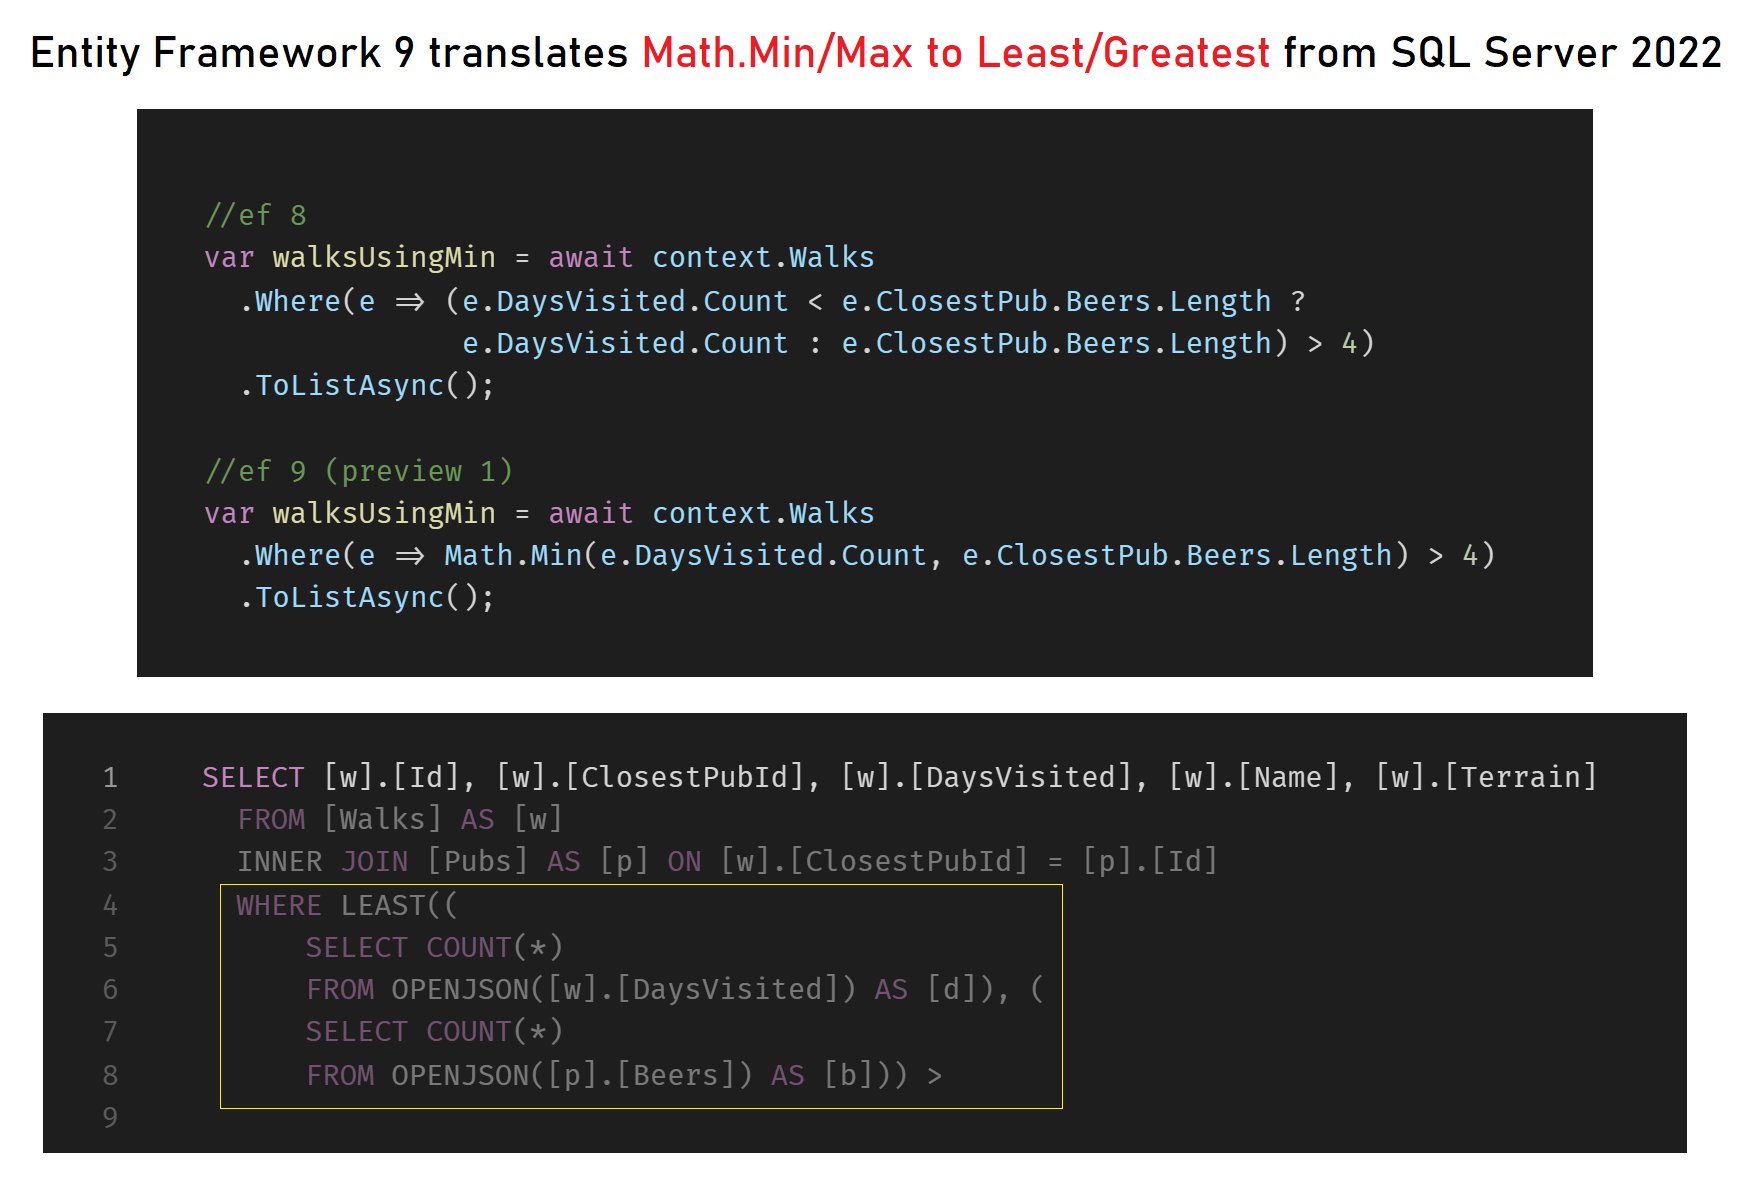 Entity Framework 9 translates Math.Min/Max to Least/Greatest from SQL Server 2022
//ef 8
var walksUsingMin = await context.Walks
.Where(e => (e.DaysVisited.Count < e.ClosestPub.Beers.Length ?
e.DaysVisited.Count : e.ClosestPub.Beers.Length) > 4)
.ToListAsync();
//ef 9 (preview 1)
var walksUsingMin = await context.Walks
.Where(e => Math.Min(e.DaysVisited.Count, e.ClosestPub.Beers.Length) > 4)
.ToListAsync();
1 SELECT [w].[Id], [w].[ClosestPubId], [w].[DaysVisited], [w].[Name], [w].[Terrain]
2 FROM [Walks] AS [w]
3 INNER JOIN [Pubs] AS [p] ON [w].[ClosestPubId] = [p].[Id]
4 WHERE LEAST((
5 SELECT COUNT(*)
6 FROM OPENJSON([w].[DaysVisited]) AS [d]), (
7 SELECT COUNT(*)
8 FROM OPENJSON([p].[Beers]) AS [b])) >
9